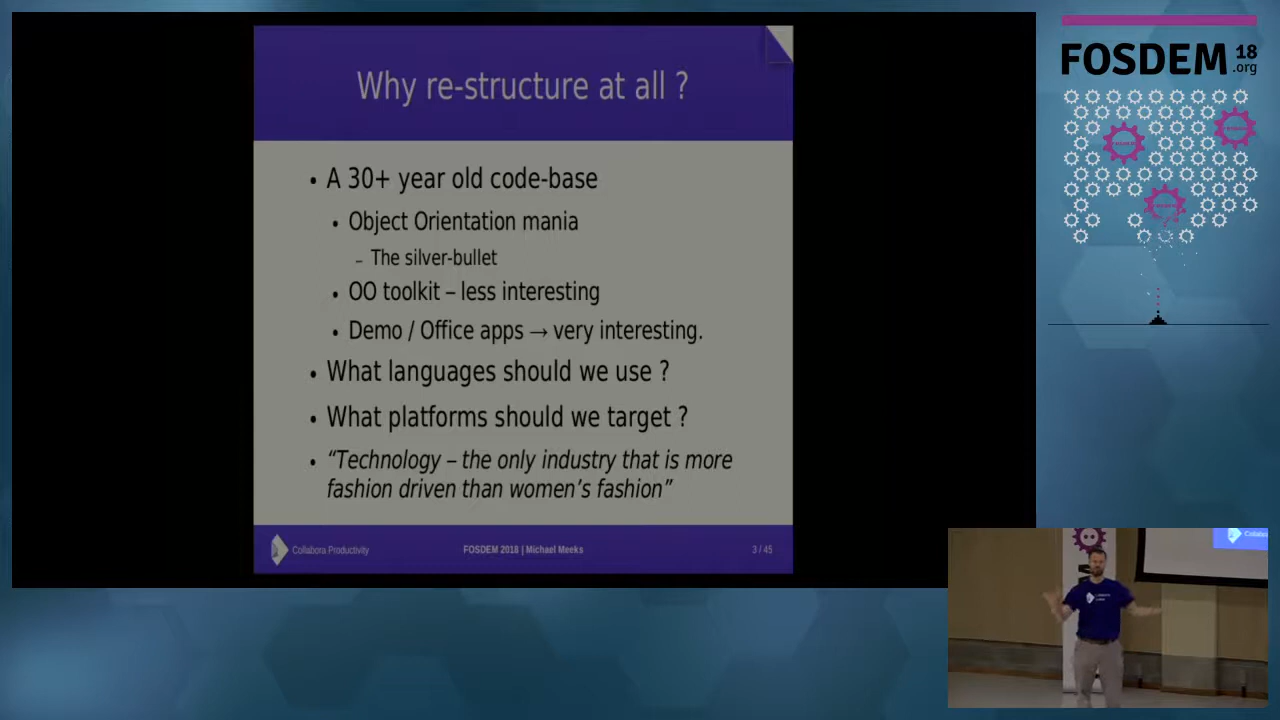 Why re-structure at all ?
• A 30+ year old code-base
• Object Orientation mania
– The silver-bullet
• OO toolkit – less interesting
• Demo / Office apps → very interesting.
• What languages should we use ?
• What platforms should we target ?
• “Technology – the only industry that is more
fashion driven than women’s fashion”
Collabora Productivity
FOSDEM 2018 | Michael Meeks
3 / 45
FOSDEM 18
.org